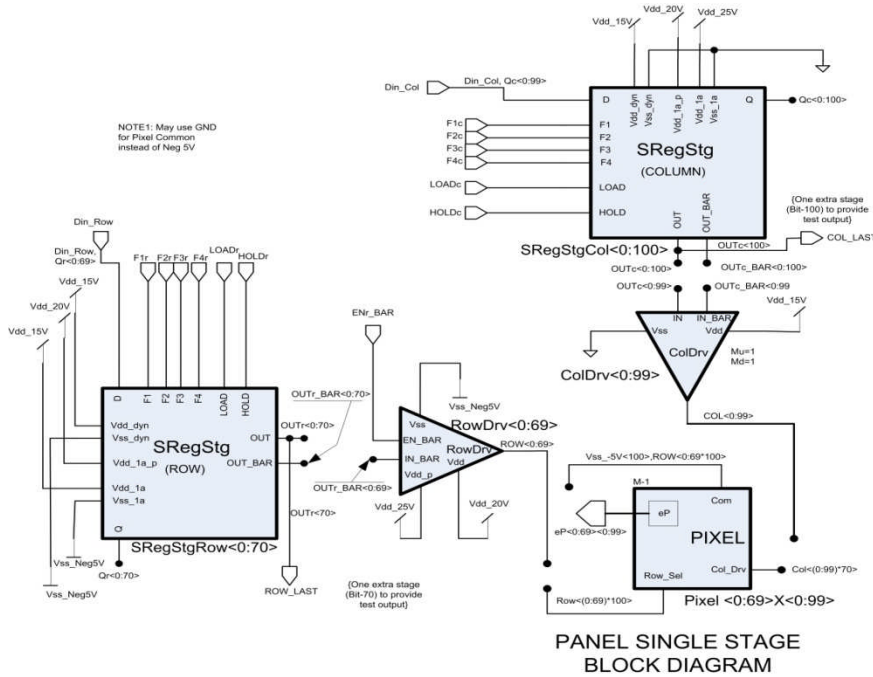 Vdd_20V
Vdd_15V
Vdd_25V
Din_Col
Din_Col, Qc<0:99>
D
Vdd_dyn
Vss_dyn
Vdd_1a_p
Vdd_1a
Vss_1a
Q
Qc<0:100>
NOTE1: May use GND
for Pixel Common
instead of Neg 5V
F1c
F2c
F3c
F4c
F1
F2
F3
F4
SRegStg
(COLUMN)
LOADc
LOAD
HOLDc
HOLD
OUT
OUT_BAR
{One extra stage
(Bit-100) to provide
test output}
SRegStgCol<0:100>
OUTc<100>
COL_LAST
OUTc<0:100>
OUTc_BAR<0:100>
OUTc<0:99>
OUTc_BAR<0:99
Vdd_15V
IN
IN_BAR
Vss
Vdd
ColDrv
Mu=1
Md=1
ColDrv<0:99>
COL<0:99>
Din_Row
Din_Row,
Qr<0:69>
F1r
F2r
F3r
F4r
LOADr
HOLDr
Vdd_15V
Vdd_20V
Vdd_15V
D
F1
F2
F3
F4
LOAD
HOLD
Vdd_dyn
Vss_dyn
Vdd_1a_p
Vdd_1a
Vss_1a
SRegStg
(ROW)
OUT
OUT_BAR
Q
SRegStgRow<0:70>
Vss_Neg5V
Vss_Neg5V
Qr<0:70>
OUTr_BAR<0:70>
OUTr<0:70>
OUTr<70>
ROW_LAST
ENr_BAR
OUTr_BAR<0:69>
Vss
EN_BAR
IN_BAR
Vdd_p
Vdd
RowDrv
Vss_Neg5V
RowDrv<0:69>
ROW<0:69>
Vdd_25V
Vdd_20V
{One extra stage
(Bit-70) to provide
test output}
Vss_-5V<100>,ROW<0:69*100>
M-1
Com
eP
PIXEL
eP<0:69><0:99>
Col_Drv
Col<(0:99)*70>
Row_Sel
Row<(0:69)*100>
Pixel <0:69>X<0:99>
PANEL SINGLE STAGE
BLOCK DIAGRAM